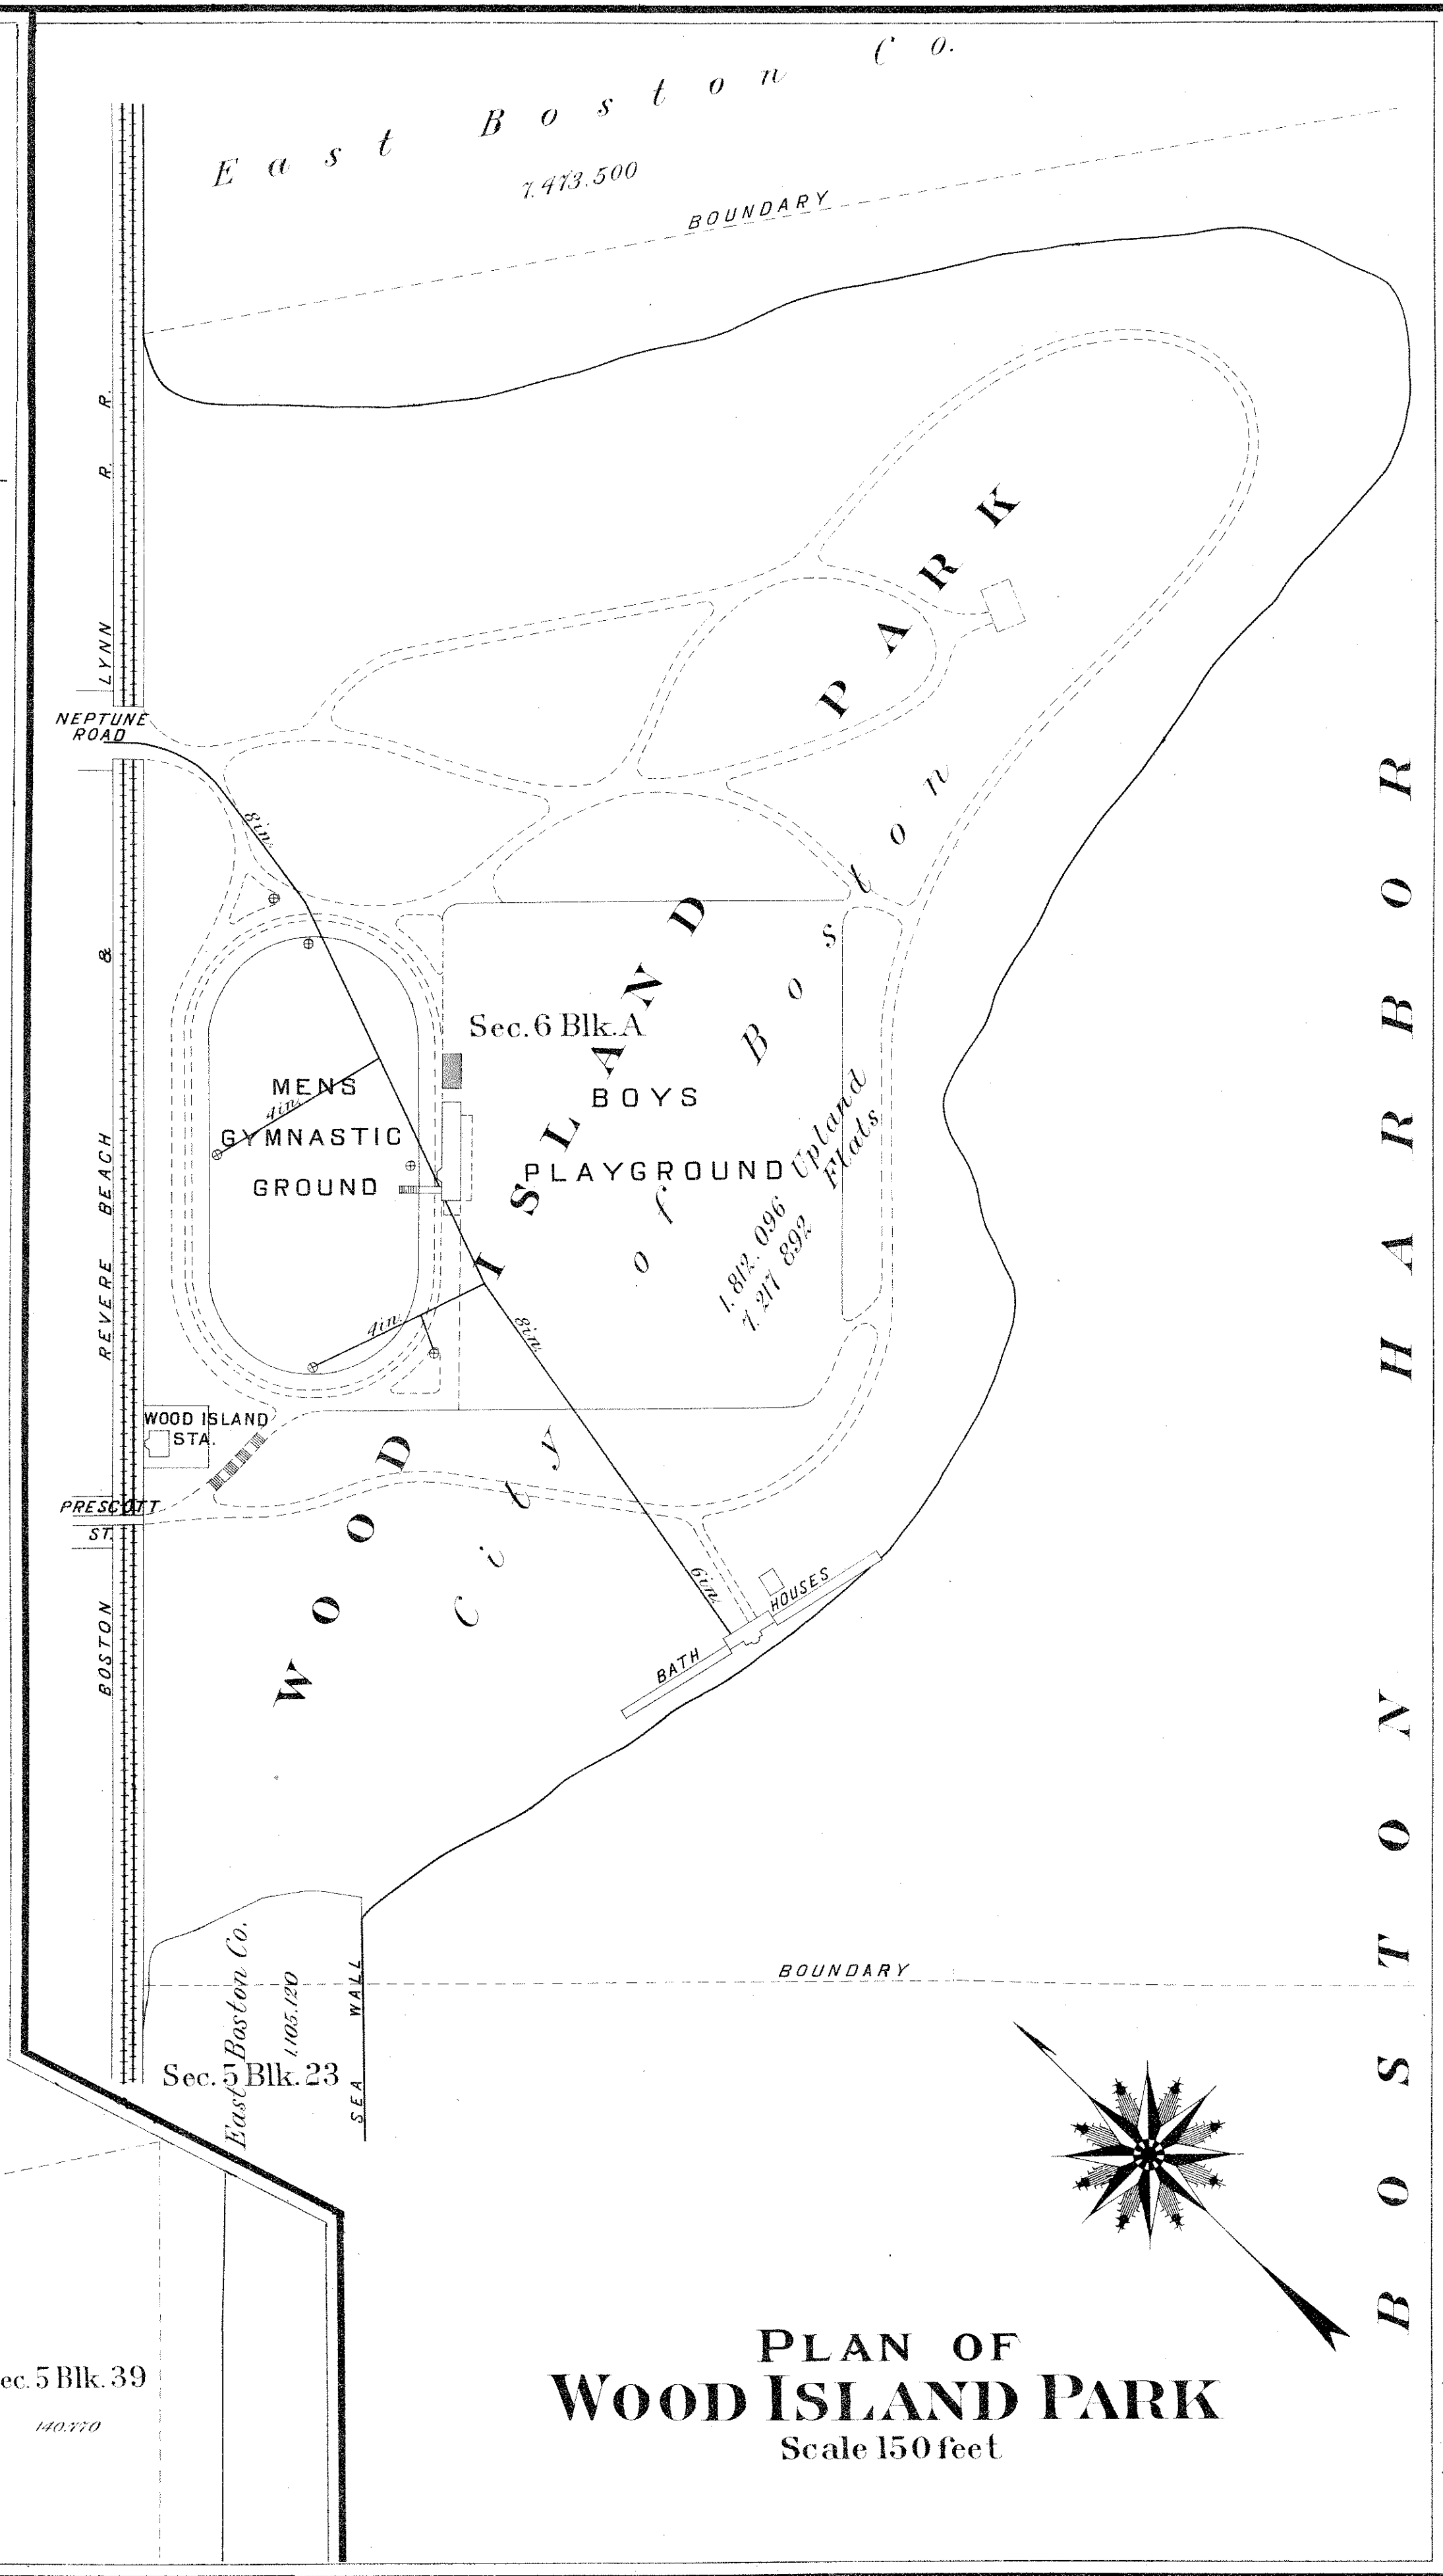 East Boston Co.
7.473.500
BOUNDARY
BOSTON REVERE BEACH & LYNN R. R.
NEPTUNE
ROAD
WOOD ISLAND PARK
City of Boston
8in.
Sec. 6 Blk. A
MENS
GYMNASTIC
GROUND
4in.
BOYS
PLAYGROUND
1.812.096 Upland
7.217 892 Flats
4in.
8in.
WOOD ISLAND
STA.
PRESCOTT
ST.
6in.
BATH HOUSES
BOSTON HARBOR
BOUNDARY
East Boston Co.
1,105,120
Sec. 5 Blk. 23
SEA WALL
PLAN OF
WOOD ISLAND PARK
Scale 150 feet
ec. 5 Blk. 39